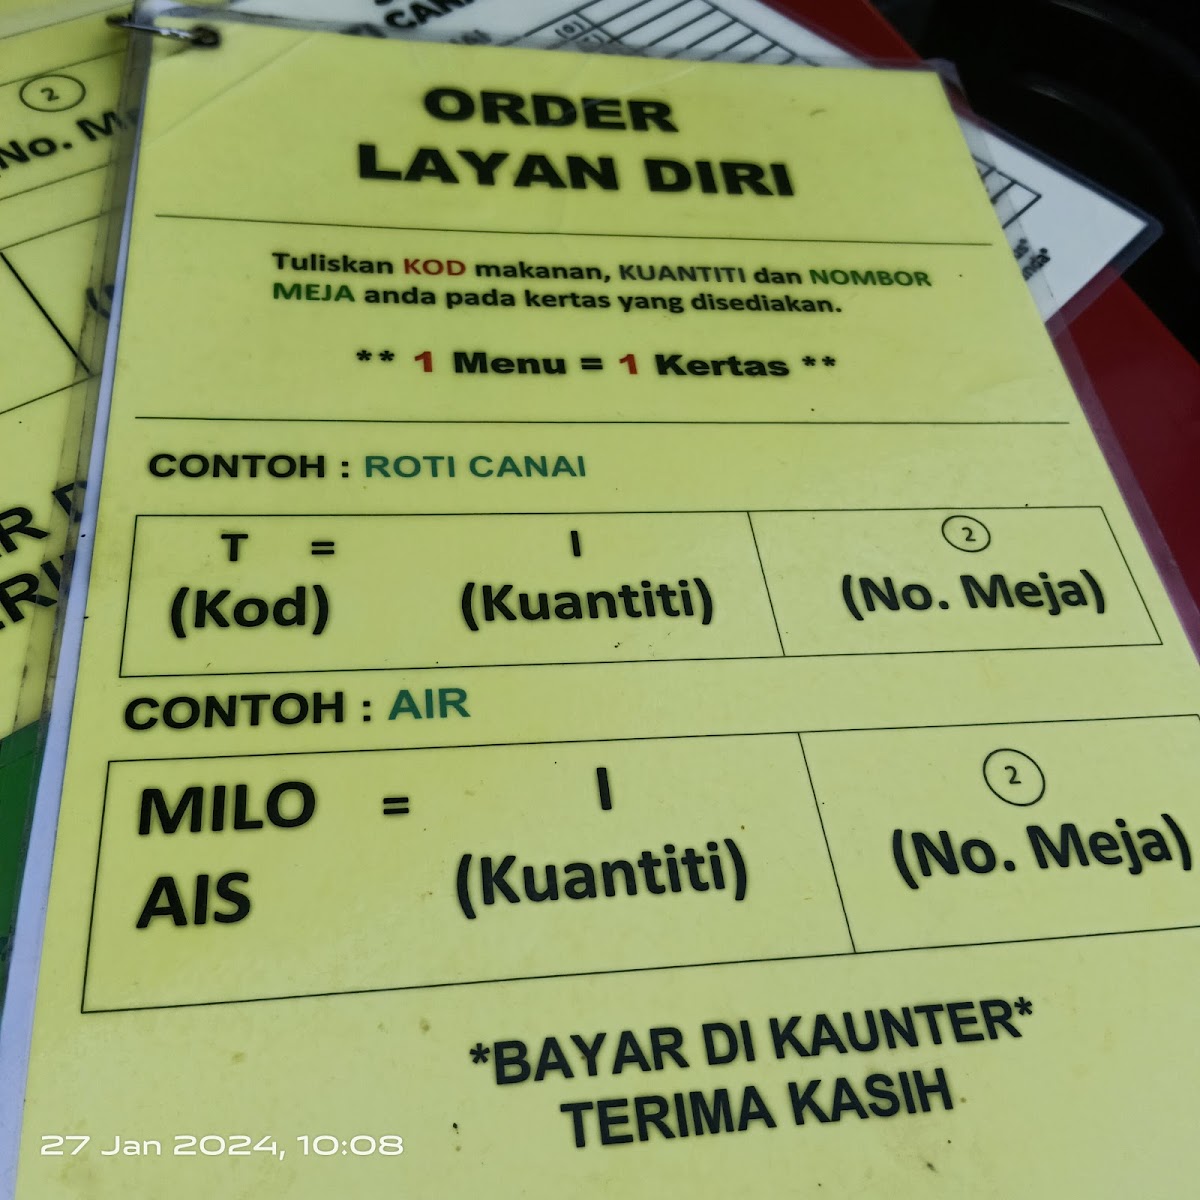 ORDER
LAYAN DIRI
Tuliskan KOD makanan, KUANTITI dan NOMBOR
MEJA anda pada kertas yang disediakan.
** 1 Menu = 1 Kertas **
CONTOH : ROTI CANAI
T = I 2
(Kod) (Kuantiti) (No. Meja)
CONTOH : AIR
MILO = I 2
AIS (Kuantiti) (No. Meja)
*BAYAR DI KAUNTER*
TERIMA KASIH
2
No. M
27 Jan 2024, 10:08